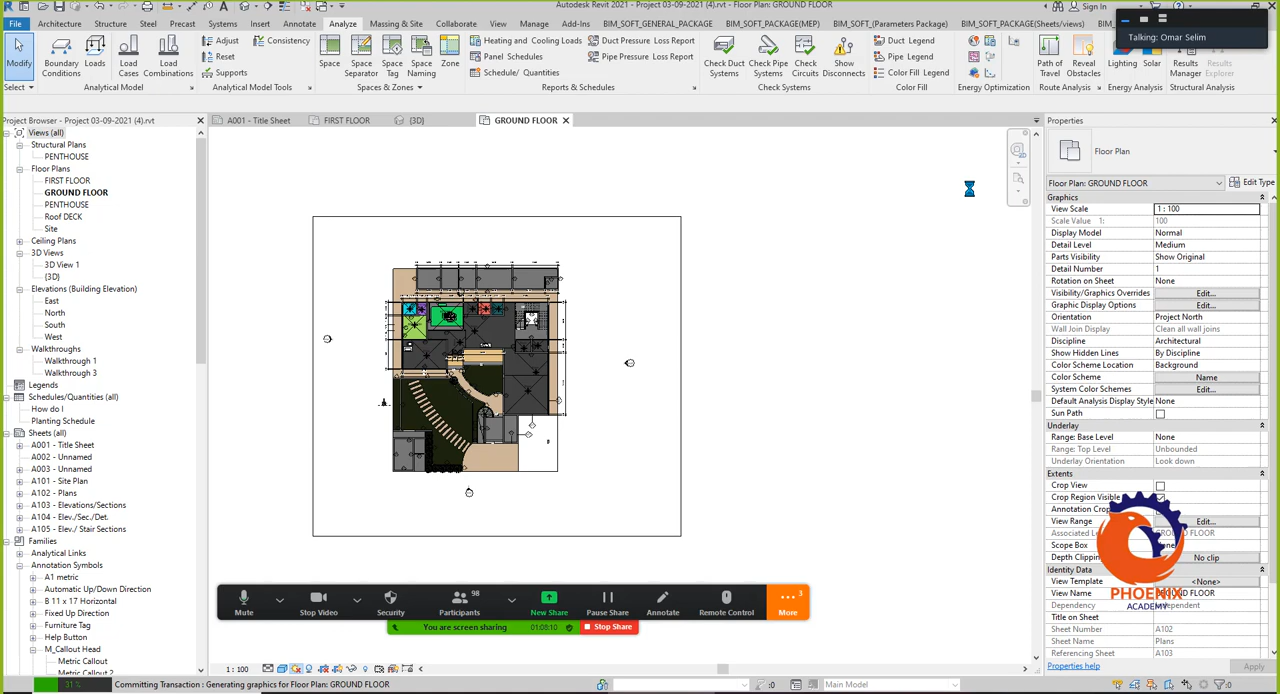 Autodesk Revit 2021 - Project 03-09-2021 (4).rvt - Floor Plan: GROUND FLOOR
Sign In
Talking: Omar Selim
File Architecture Structure Steel Precast Systems Insert Annotate Analyze Massing & Site Collaborate View Manage Add-Ins BIM_SOFT_GENERAL_PACKAGE BIM_SOFT_PACKAGE(MEP) BIM_SOFT_(Parameters Package) BIM_SOFT_PACKAGE(Sheets/views)
Modify
Select
Boundary Conditions
Loads
Load Cases
Load Combinations
Analytical Model
Adjust
Reset
Supports
Consistency
Analytical Model Tools
Space
Space Separator
Space Tag
Space Naming
Zone
Spaces & Zones
Heating and Cooling Loads
Panel Schedules
Schedule/ Quantities
Duct Pressure Loss Report
Pipe Pressure Loss Report
Reports & Schedules
Check Duct Systems
Check Pipe Systems
Check Circuits
Show Disconnects
Check Systems
Duct Legend
Pipe Legend
Color Fill Legend
Color Fill
Energy Optimization
Path of Travel
Reveal Obstacles
Route Analysis
Lighting
Solar
Energy Analysis
Results Manager
Results Explorer
Structural Analysis
Project Browser - Project 03-09-2021 (4).rvt
Views (all)
Structural Plans
PENTHOUSE
Floor Plans
FIRST FLOOR
GROUND FLOOR
PENTHOUSE
Roof DECK
Site
Ceiling Plans
3D Views
3D View 1
{3D}
Elevations (Building Elevation)
East
North
South
West
Walkthroughs
Walkthrough 1
Walkthrough 3
Legends
Schedules/Quantities (all)
How do I
Planting Schedule
Sheets (all)
A001 - Title Sheet
A002 - Unnamed
A003 - Unnamed
A101 - Site Plan
A102 - Plans
A103 - Elevations/Sections
A104 - Elev./Sec./Det.
A105 - Elev./ Stair Sections
Families
Analytical Links
Annotation Symbols
A1 metric
Automatic Up/Down Direction
B 11 x 17 Horizontal
Fixed Up Direction
Furniture Tag
Help Button
M_Callout Head
Metric Callout
Metric Callout 2
A001 - Title Sheet
FIRST FLOOR
{3D}
GROUND FLOOR
Mute
Stop Video
Security
98
Participants
New Share
Pause Share
Annotate
Remote Control
3
More
You are screen sharing
01:08:10
Stop Share
1 : 100
31 %
Committing Transaction : Generating graphics for Floor Plan: GROUND FLOOR
:0
Main Model
:0
Properties
Floor Plan
Floor Plan: GROUND FLOOR
Edit Type
Graphics
View Scale 1 : 100
Scale Value 1: 100
Display Model Normal
Detail Level Medium
Parts Visibility Show Original
Detail Number 1
Rotation on Sheet None
Visibility/Graphics Overrides Edit...
Graphic Display Options Edit...
Orientation Project North
Wall Join Display Clean all wall joins
Discipline Architectural
Show Hidden Lines By Discipline
Color Scheme Location Background
Color Scheme Name
System Color Schemes Edit...
Default Analysis Display Style None
Sun Path
Underlay
Range: Base Level None
Range: Top Level Unbounded
Underlay Orientation Look down
Extents
Crop View
Crop Region Visible
Annotation Crop
View Range Edit...
GROUND FLOOR
Scope Box
Depth Clipping No clip
Identity Data
View Template <None>
View Name
Title on Sheet
Sheet Number A102
Sheet Name Plans
Referencing Sheet A103
Properties help
Apply
PHOENIX
ACADEMY